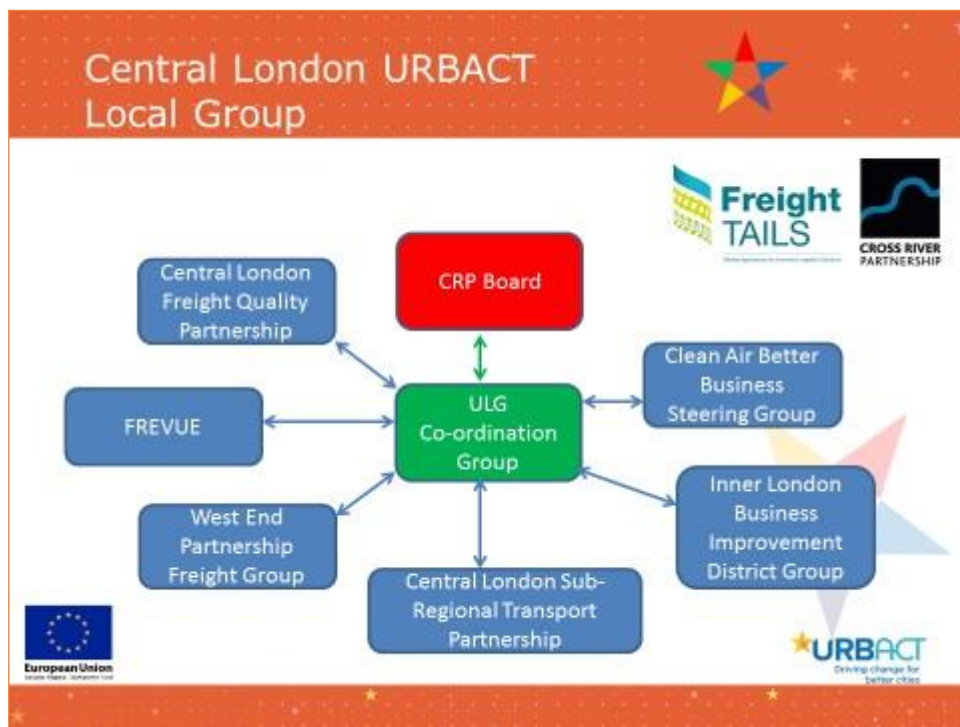 Central London URBACT
Local Group
Freight
TAILS
CROSS RIVER
PARTNERSHIP
CRP Board
Central London
Freight Quality
Partnership
Clean Air Better
Business
Steering Group
FREVUE
ULG
Co-ordination
Group
Inner London
Business
Improvement
District Group
West End
Partnership
Freight Group
Central London Sub-
Regional Transport
Partnership
European Union
URBACT
Driving change for
better cities